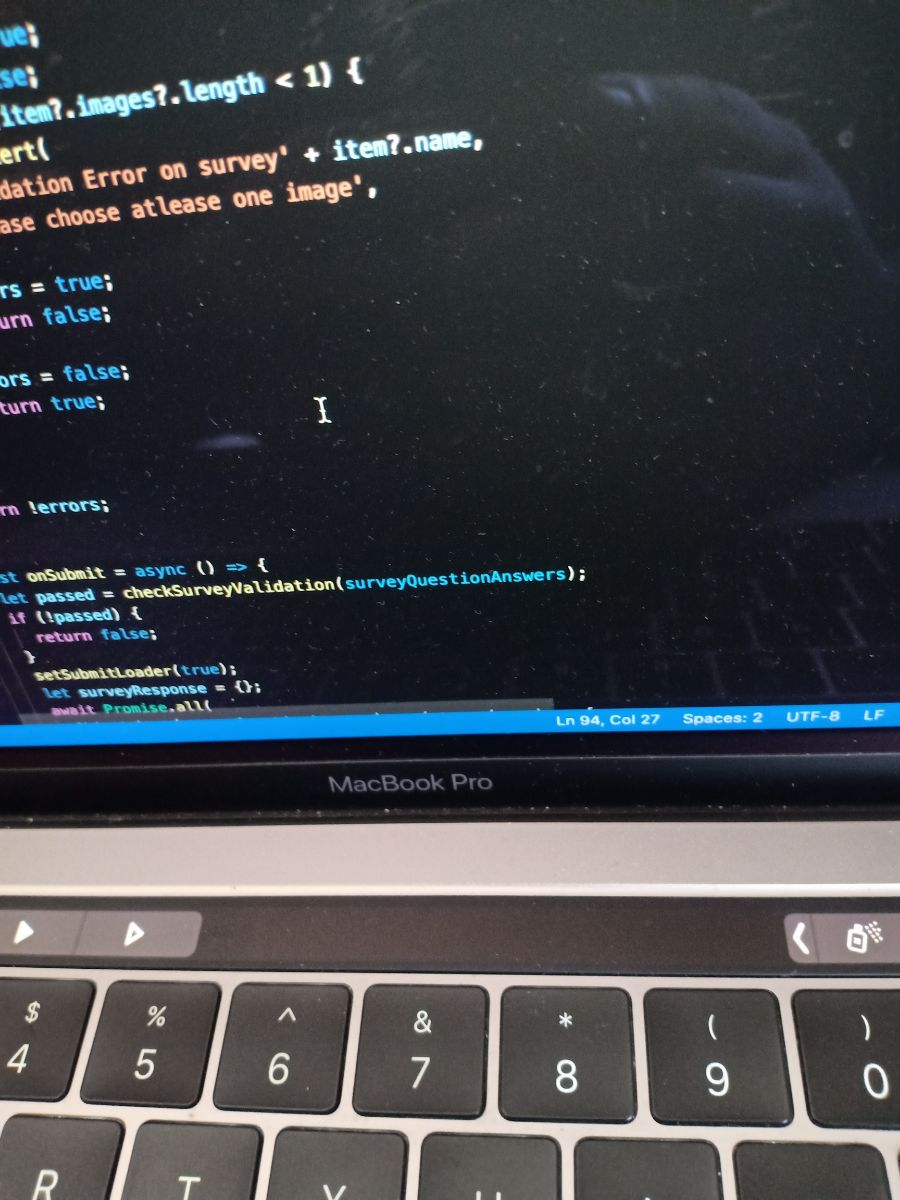 ue;
se;
item?.images?.length < 1) {
ert(
dation Error on survey' + item?.name,
ase choose atlease one image',
rs = true;
urn false;
ors = false;
turn true;
rn !errors;
st onSubmit = async () => {
let passed = checkSurveyValidation(surveyQuestionAnswers);
if (!passed) {
return false;
}
setSubmitLoader(true);
let surveyResponse = {};
await Promise.all(
Ln 94, Col 27 Spaces: 2 UTF-8 LF
MacBook Pro
$ % ^ & * ( )
4 5 6 7 8 9 0
R T Y U